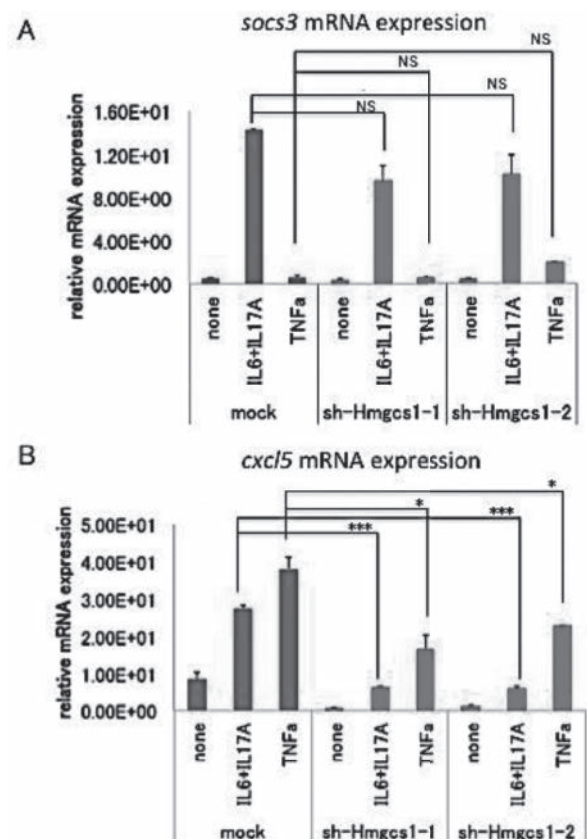 A
socs3 mRNA expression
NS
NS
NS
NS
relative mRNA expression
1.60E+01
1.20E+01
8.00E+00
4.00E+00
0.00E+00
none
IL6+IL17A
TNFa
none
IL6+IL17A
TNFa
none
IL6+IL17A
TNFa
mock
sh-Hmgcs1-1
sh-Hmgcs1-2
B
cxcl5 mRNA expression
*
*
***
***
relative mRNA expression
5.00E+01
4.00E+01
3.00E+01
2.00E+01
1.00E+01
0.00E+00
none
IL6+IL17A
TNFa
none
IL6+IL17A
TNFa
none
IL6+IL17A
TNFa
mock
sh-Hmgcs1-1
sh-Hmgcs1-2